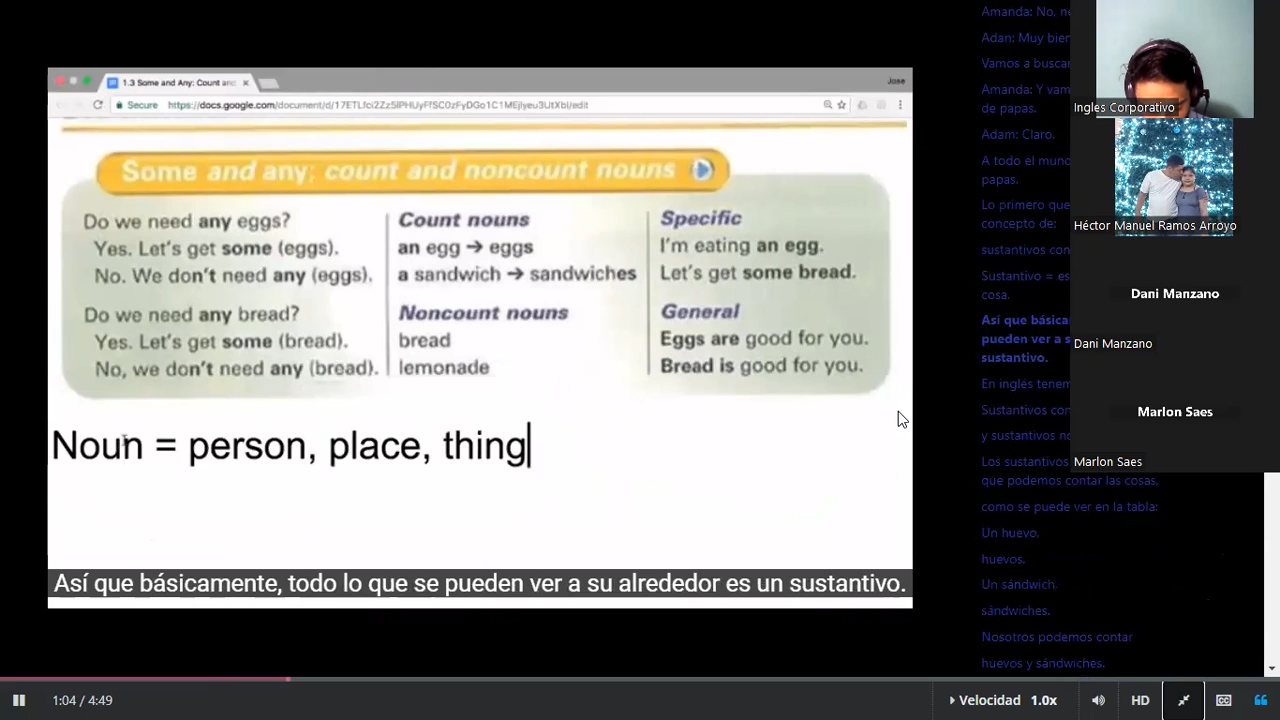 1.3 Some and Any: Count and
Jose
Secure https://docs.google.com/document/d/17ETLfci2Zz5IPHUyFfSC0zFyDGo1C1MEjlyeu3UtXbI/edit
Some and any; count and noncount nouns
Do we need any eggs?
Yes. Let's get some (eggs).
No. We don't need any (eggs).
Do we need any bread?
Yes. Let's get some (bread).
No, we don't need any (bread).
Count nouns
an egg → eggs
a sandwich → sandwiches
Noncount nouns
bread
lemonade
Specific
I'm eating an egg.
Let's get some bread.
General
Eggs are good for you.
Bread is good for you.
Noun = person, place, thing
Así que básicamente, todo lo que se pueden ver a su alrededor es un sustantivo.
1:04 / 4:49
Velocidad 1.0x
HD
CC
Amanda: No, ne
Adan: Muy bien
Vamos a buscar
Amanda: Y vam
de papas.
Adam: Claro.
A todo el mund
papas.
Lo primero que
concepto de:
sustantivos con
Sustantivo = es
cosa.
Así que básica
pueden ver a s
sustantivo.
En inglés tenem
Sustantivos con
y sustantivos no
Los sustantivos
que podemos contar las cosas,
como se puede ver en la tabla:
Un huevo,
huevos.
Un sándwich,
sándwiches.
Nosotros podemos contar
huevos y sándwiches.
Ingles Corporativo
Héctor Manuel Ramos Arroyo
Dani Manzano
Dani Manzano
Marlon Saes
Marlon Saes